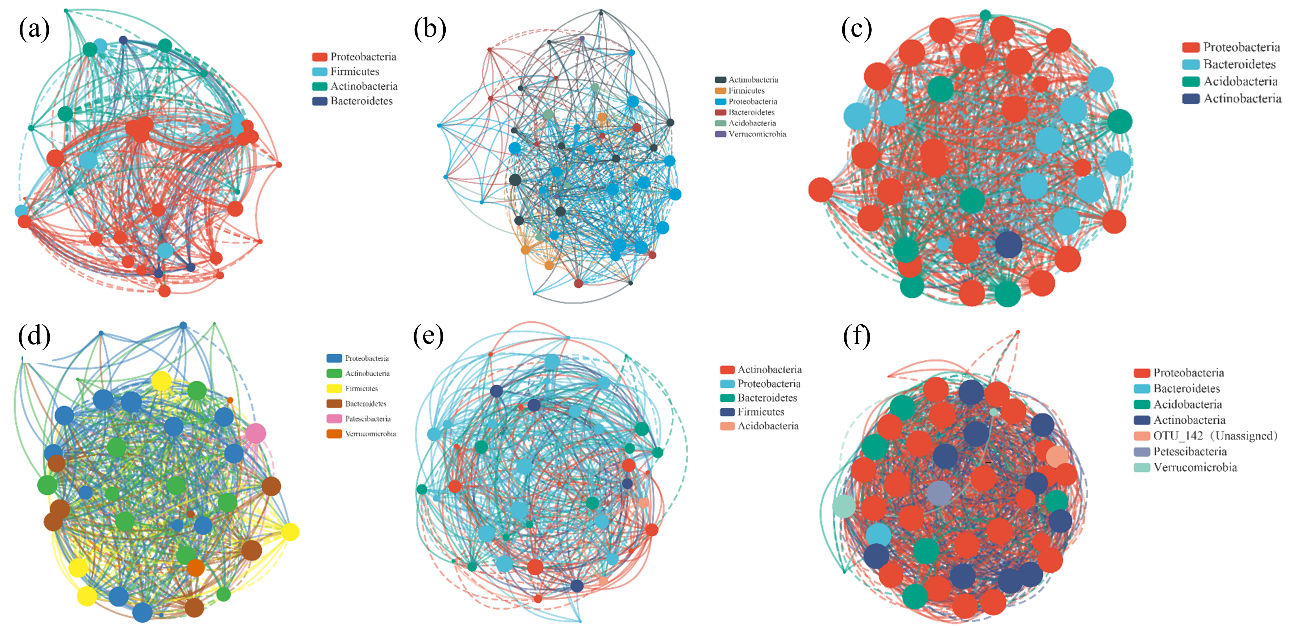 (a)
Proteobacteria
Firmicutes
Actinobacteria
Bacteroidetes
(b)
Actinobacteria
Firmicutes
Proteobacteria
Bacteroidetes
Acidobacteria
Verrucomicrobia
(c)
Proteobacteria
Bacteroidetes
Acidobacteria
Actinobacteria
(d)
Proteobacteria
Actinobacteria
Firmicutes
Bacteroidetes
Patescibacteria
Verrucomicrobia
(e)
Actinobacteria
Proteobacteria
Bacteroidetes
Firmicutes
Acidobacteria
(f)
Proteobacteria
Bacteroidetes
Acidobacteria
Actinobacteria
OTU_142（Unassigned）
Petescibacteria
Verrucomicrobia